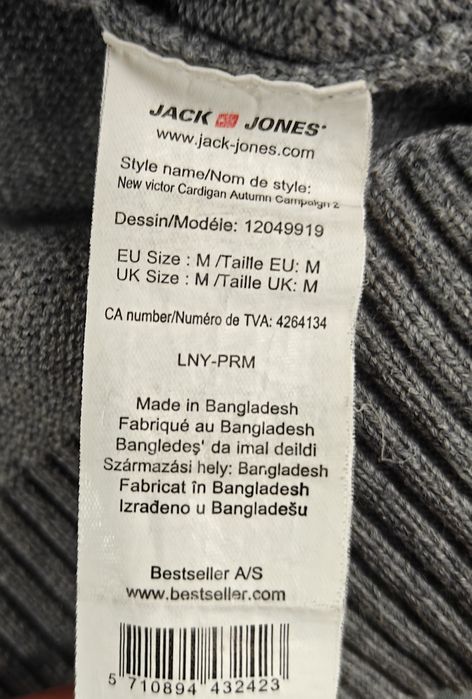 JACK JONES
www.jack-jones.com
Style name/Nom de style:
New victor Cardigan Autumn Campaign 2
Dessin/Modéie: 12049919
EU Size : M /Taille EU: M
UK Size : M /Taille UK: M
CA number/Numéro de TVA: 4264134
LNY-PRM
Made in Bangladesh
Fabriqué au Bangladesh
Bangledeş' da imal deildi
Származási hely: Bangladesh
Fabricat în Bangladesh
Izrađeno u Bangladešu
Bestseller A/S
www.bestseller.com
5 710894 432423